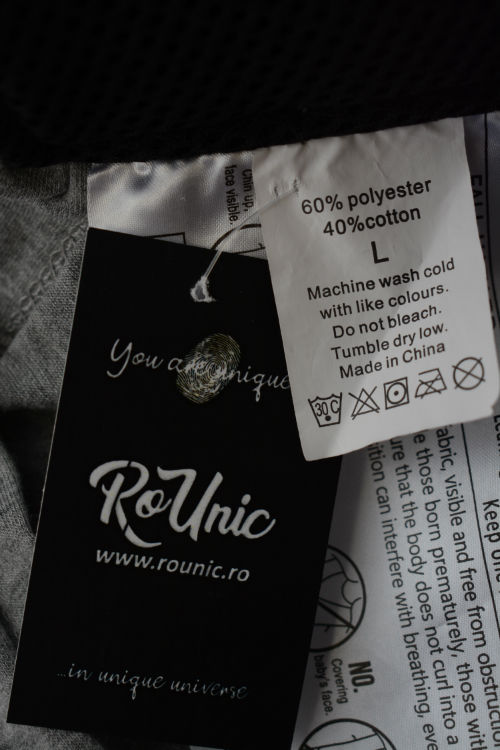 Chin up,
face visible.
60% polyester
40%cotton
L
Machine wash cold
with like colours.
Do not bleach.
Tumble dry low.
Made in China
30°C
You are unique
RoUnic
www.rounic.ro
...in unique universe
abric, visible and free from obstructio
e those born prematurely, those wit
ure that the body does not curl into a
ition can interfere with breathing, ev
NO.
Covering
baby's face.
Keep